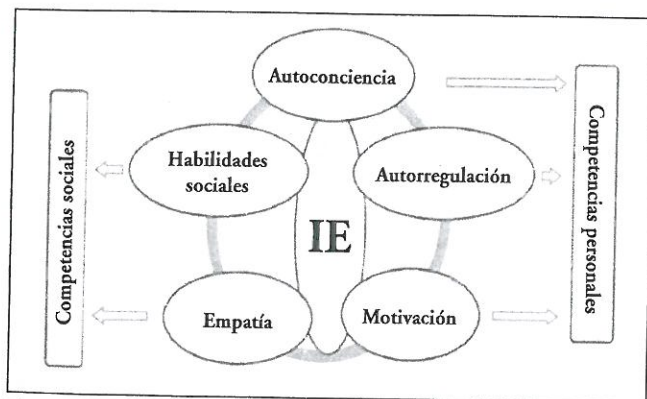 Autoconciencia
Habilidades
sociales
Autorregulación
IE
Empatía
Motivación
Competencias sociales
Competencias personales